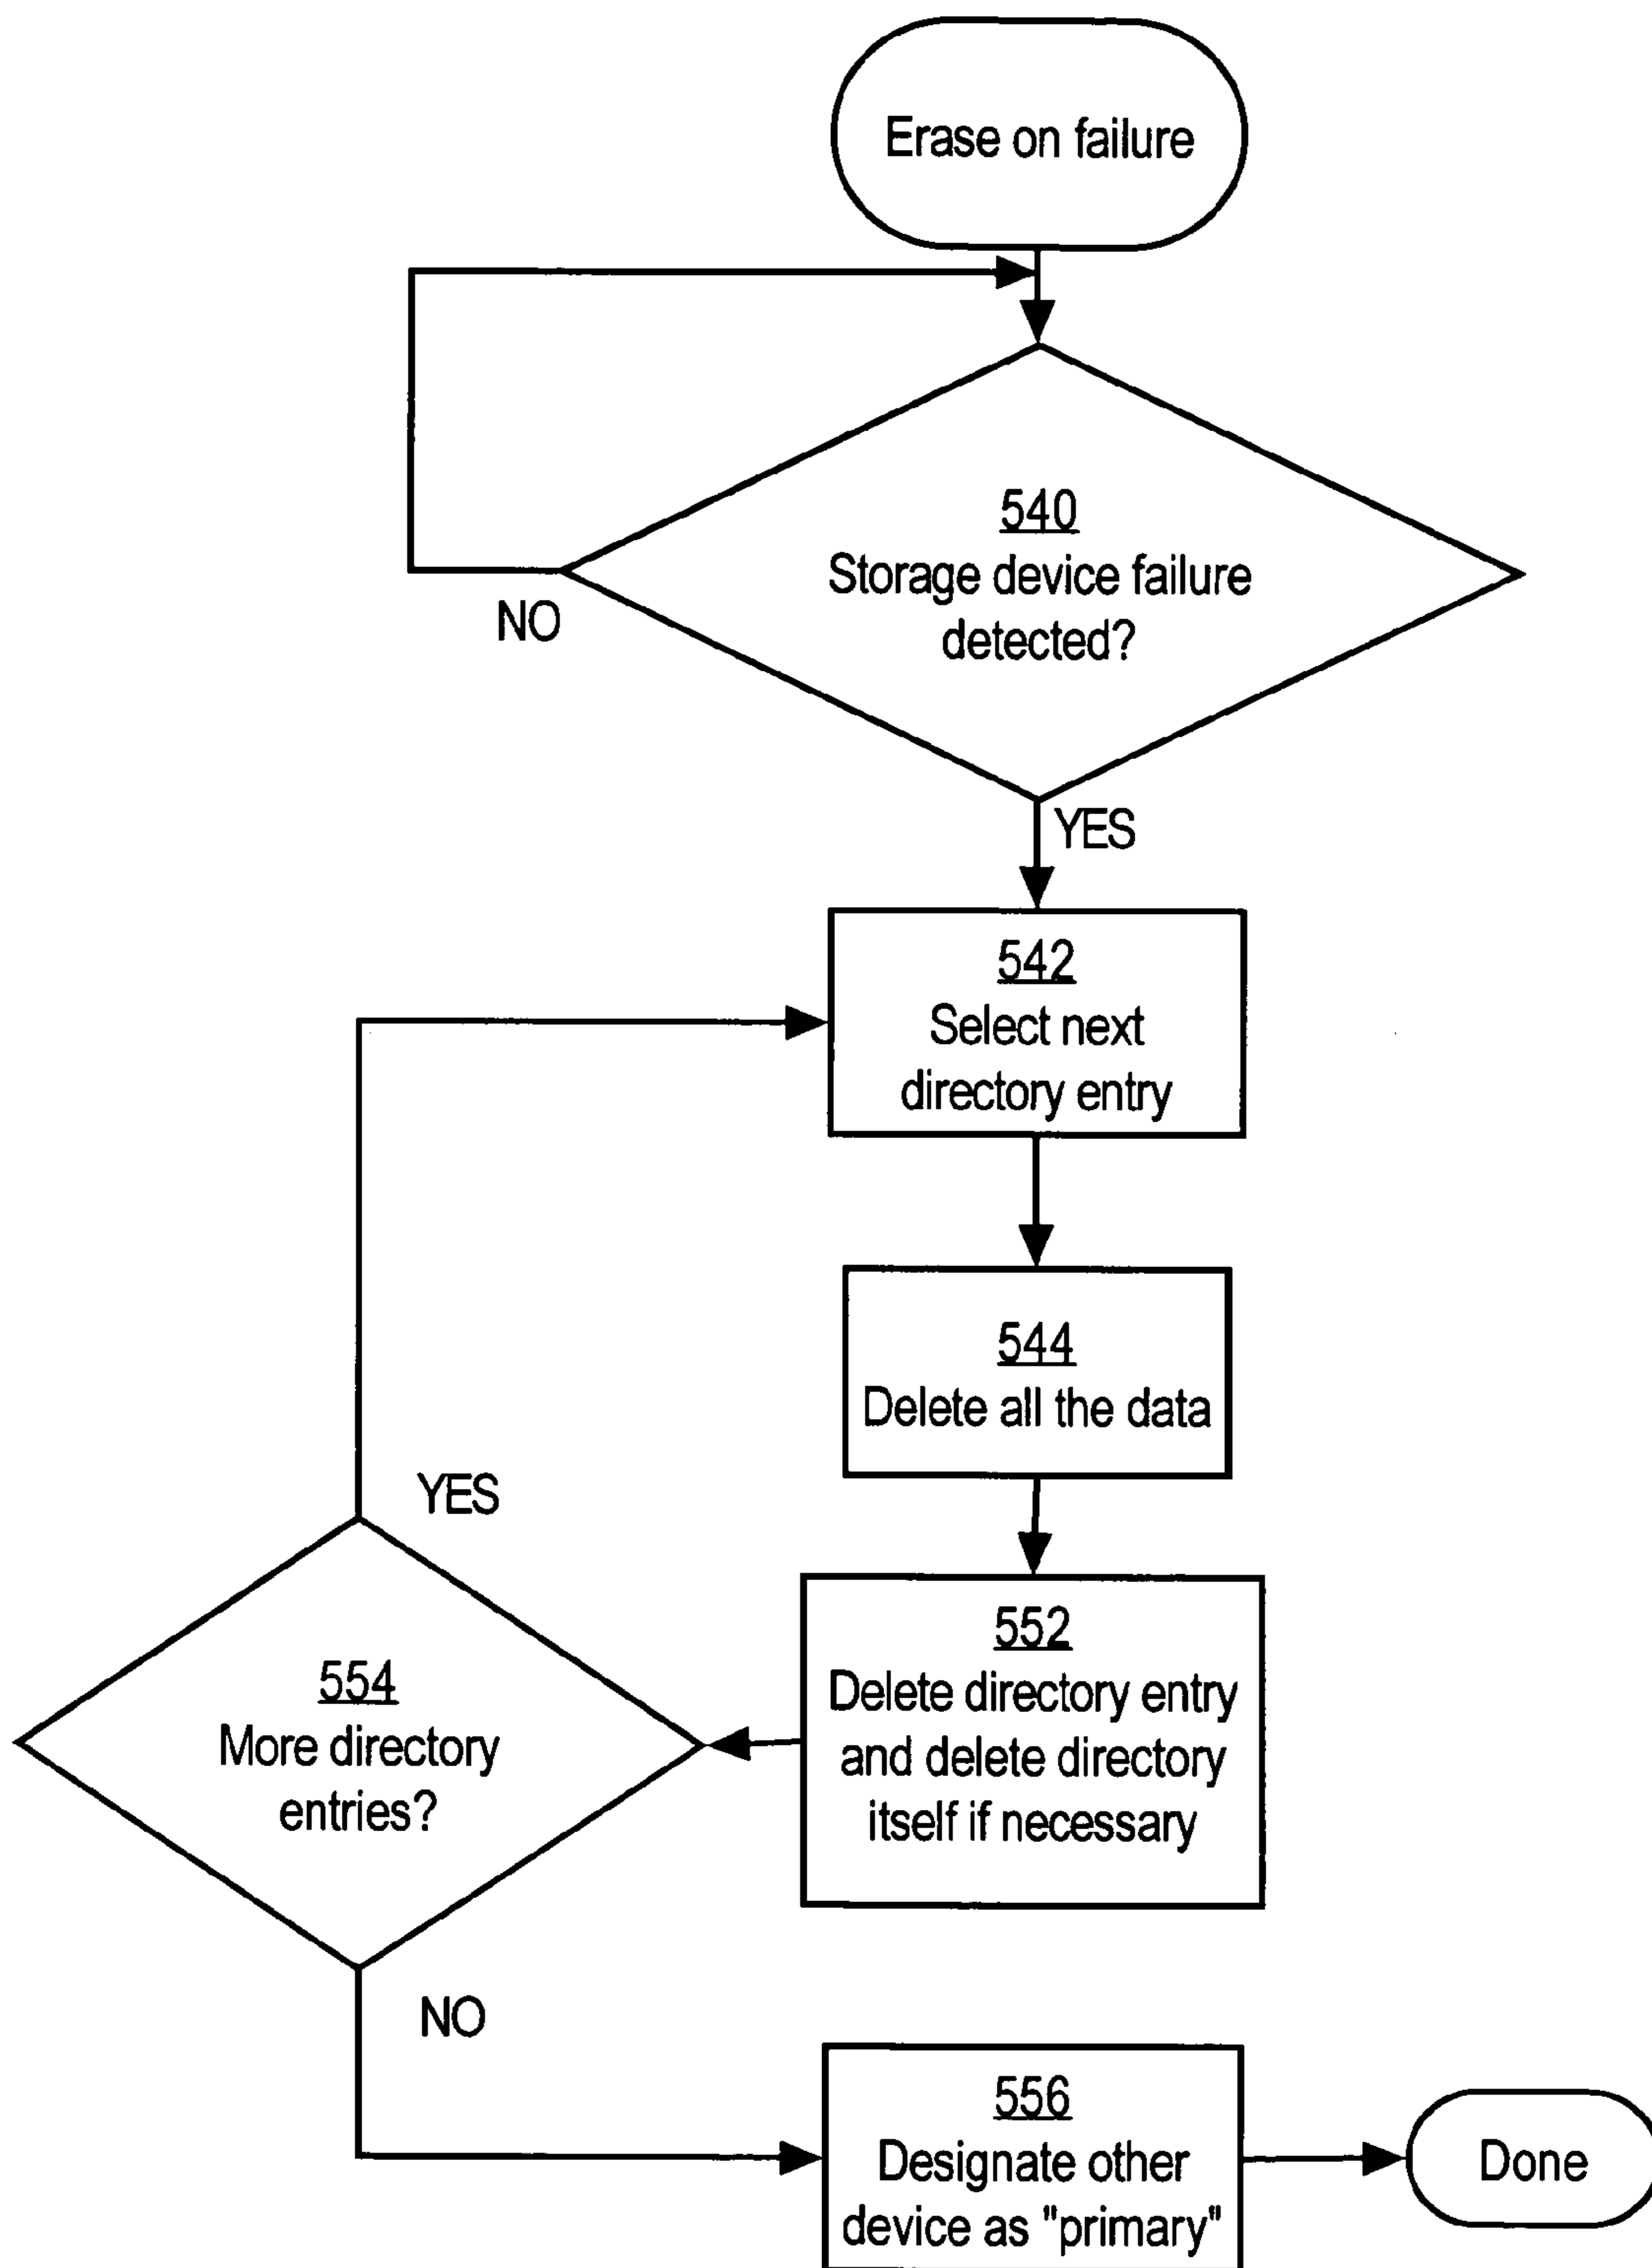 Erase on failure
540
Storage device failure
detected?
NO
YES
542
Select next
directory entry
544
Delete all the data
YES
552
Delete directory entry
and delete directory
itself if necessary
554
More directory
entries?
NO
556
Designate other
device as "primary"
Done